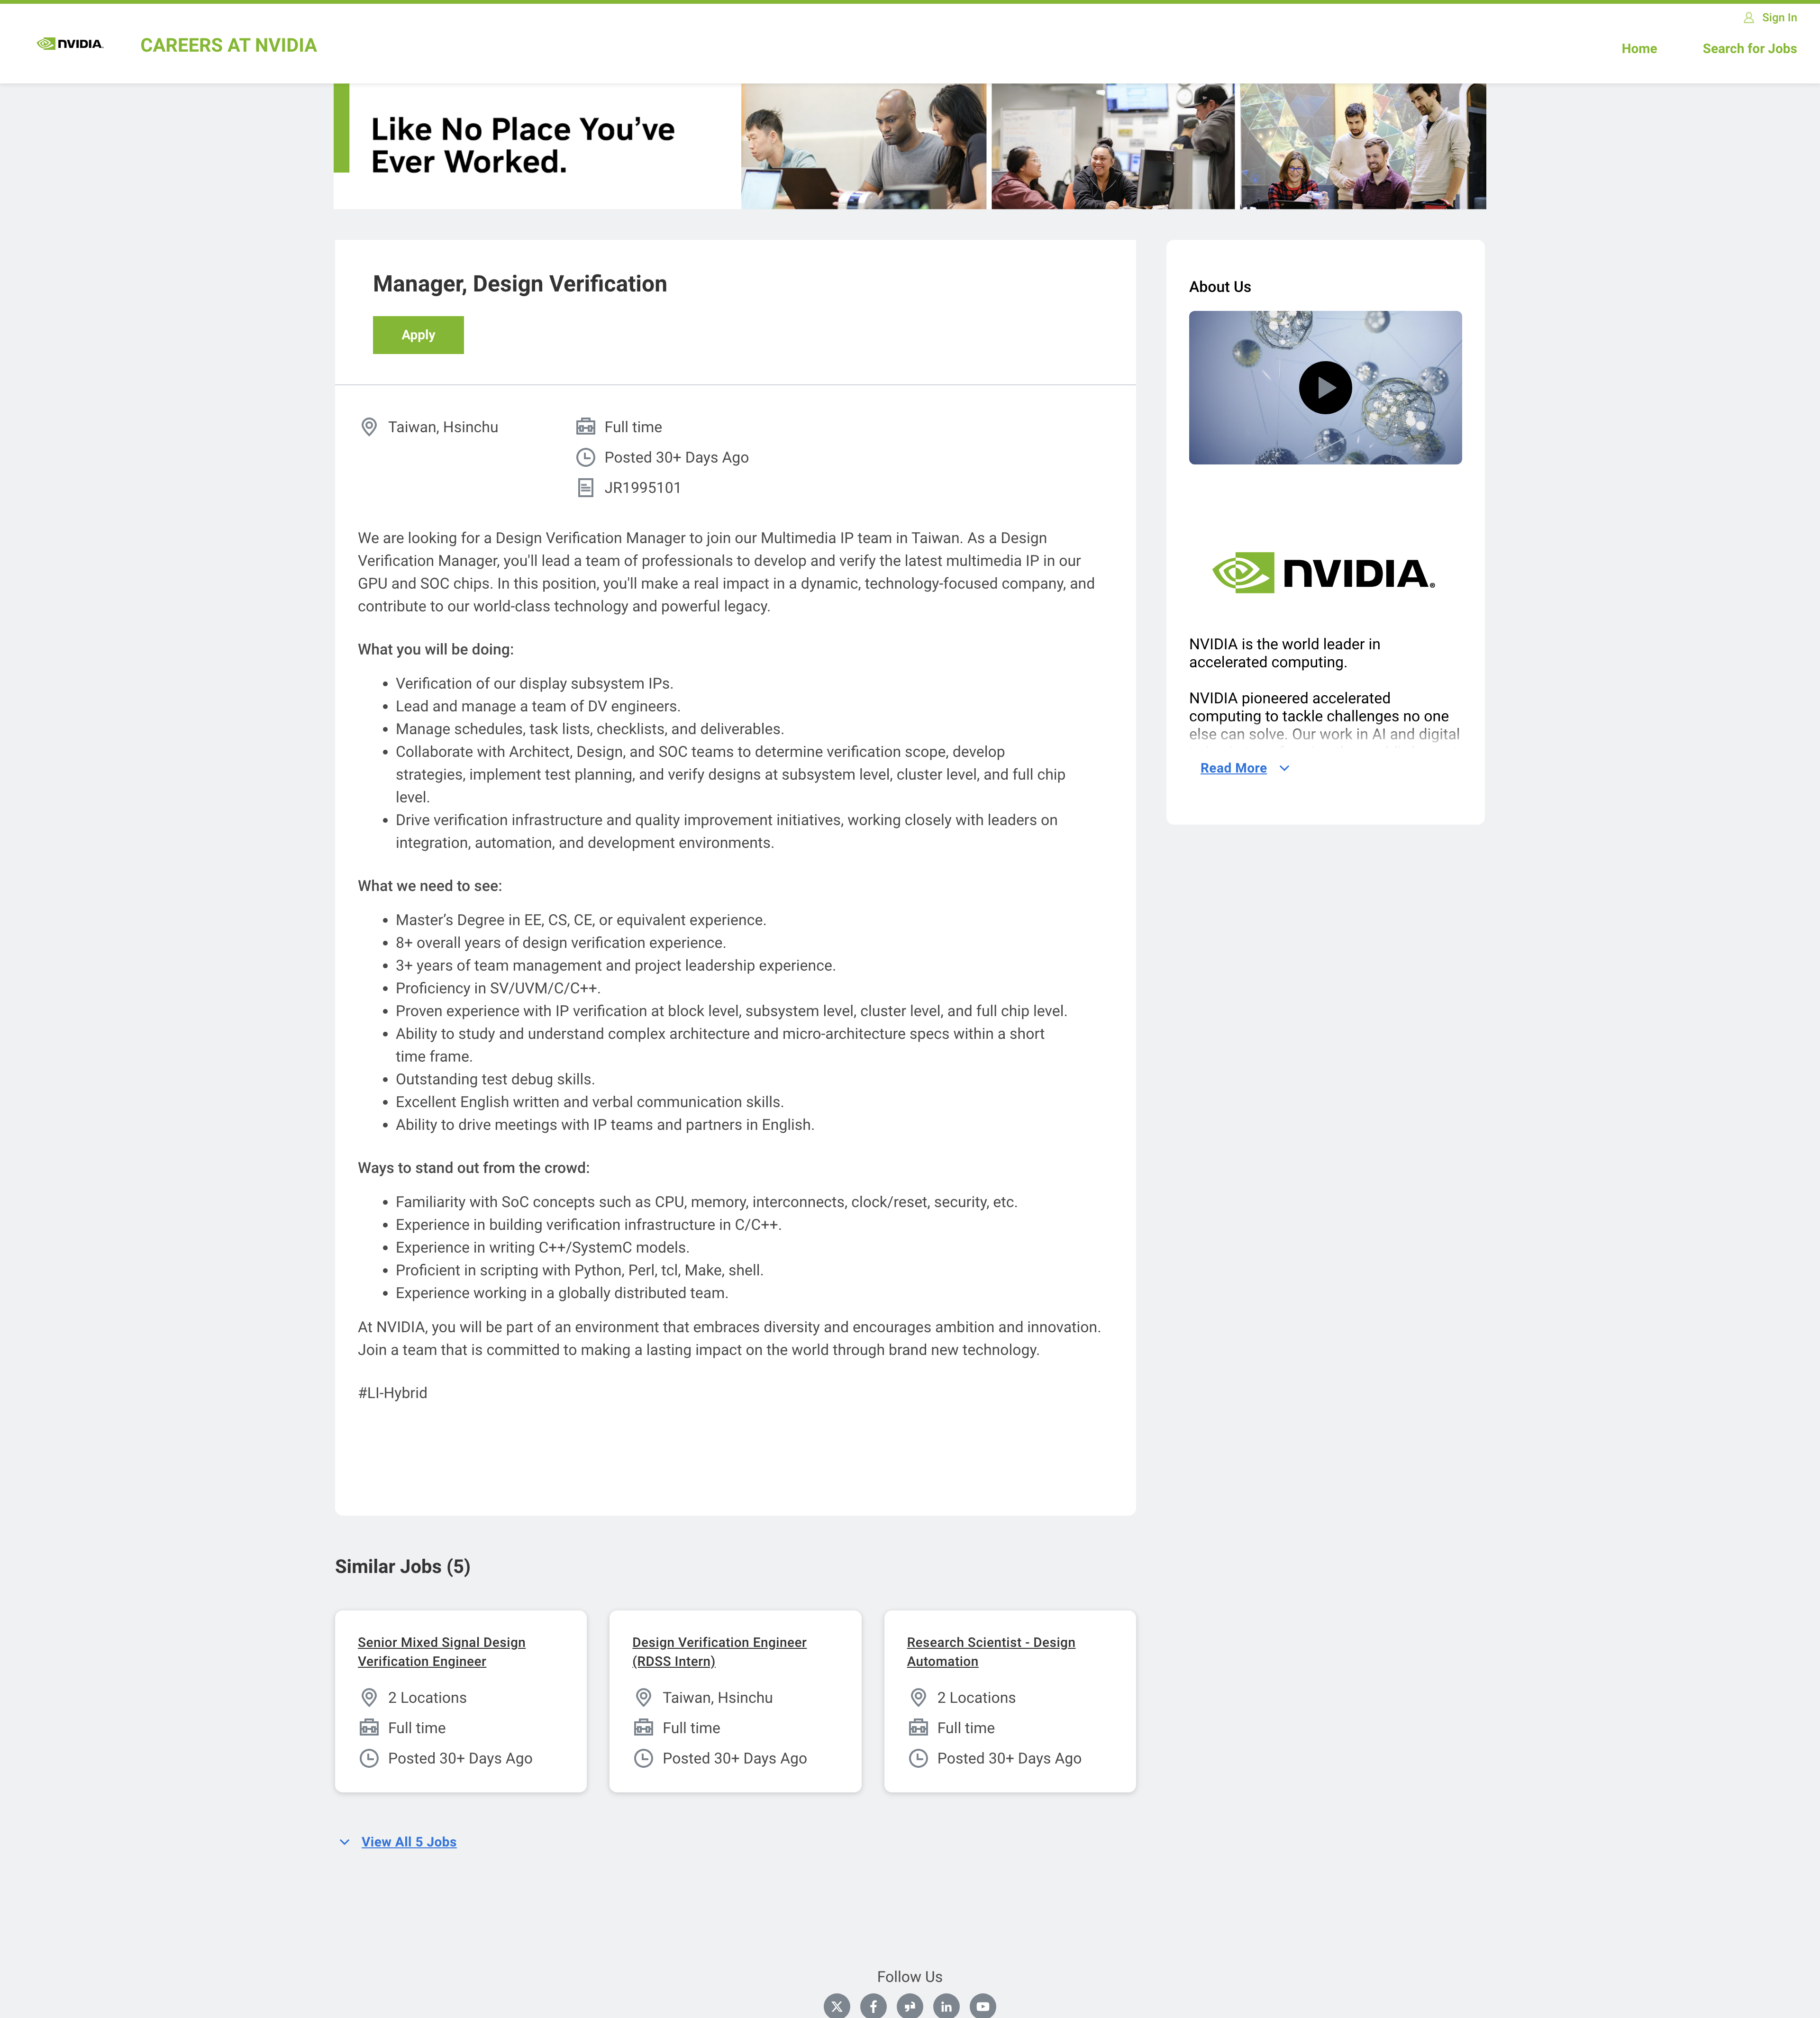 Sign In
NVIDIA.
CAREERS AT NVIDIA
Home
Search for Jobs
Like No Place You’ve
Ever Worked.
Manager, Design Verification
Apply
Taiwan, Hsinchu
Full time
Posted 30+ Days Ago
JR1995101
We are looking for a Design Verification Manager to join our Multimedia IP team in Taiwan. As a Design
Verification Manager, you'll lead a team of professionals to develop and verify the latest multimedia IP in our
GPU and SOC chips. In this position, you'll make a real impact in a dynamic, technology-focused company, and
contribute to our world-class technology and powerful legacy.
What you will be doing:
• Verification of our display subsystem IPs.
• Lead and manage a team of DV engineers.
• Manage schedules, task lists, checklists, and deliverables.
• Collaborate with Architect, Design, and SOC teams to determine verification scope, develop
strategies, implement test planning, and verify designs at subsystem level, cluster level, and full chip
level.
• Drive verification infrastructure and quality improvement initiatives, working closely with leaders on
integration, automation, and development environments.
What we need to see:
• Master’s Degree in EE, CS, CE, or equivalent experience.
• 8+ overall years of design verification experience.
• 3+ years of team management and project leadership experience.
• Proficiency in SV/UVM/C/C++.
• Proven experience with IP verification at block level, subsystem level, cluster level, and full chip level.
• Ability to study and understand complex architecture and micro-architecture specs within a short
time frame.
• Outstanding test debug skills.
• Excellent English written and verbal communication skills.
• Ability to drive meetings with IP teams and partners in English.
Ways to stand out from the crowd:
• Familiarity with SoC concepts such as CPU, memory, interconnects, clock/reset, security, etc.
• Experience in building verification infrastructure in C/C++.
• Experience in writing C++/SystemC models.
• Proficient in scripting with Python, Perl, tcl, Make, shell.
• Experience working in a globally distributed team.
At NVIDIA, you will be part of an environment that embraces diversity and encourages ambition and innovation.
Join a team that is committed to making a lasting impact on the world through brand new technology.
#LI-Hybrid
About Us
NVIDIA.
NVIDIA is the world leader in
accelerated computing.
NVIDIA pioneered accelerated
computing to tackle challenges no one
else can solve. Our work in AI and digital
Read More
Similar Jobs (5)
Senior Mixed Signal Design
Verification Engineer
2 Locations
Full time
Posted 30+ Days Ago
Design Verification Engineer
(RDSS Intern)
Taiwan, Hsinchu
Full time
Posted 30+ Days Ago
Research Scientist - Design
Automation
2 Locations
Full time
Posted 30+ Days Ago
View All 5 Jobs
Follow Us